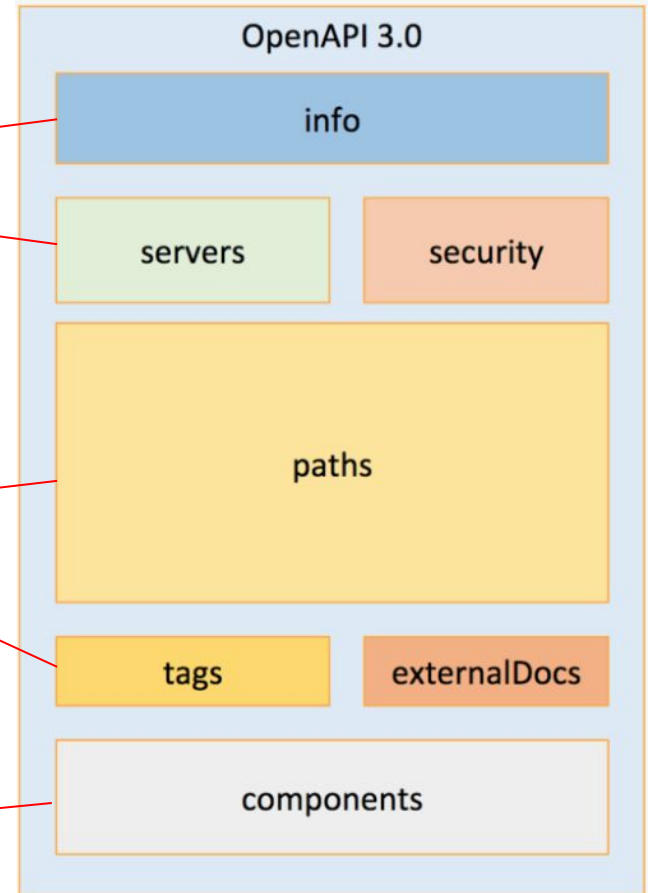 OpenAPI 3.0
info
servers security
paths
tags externalDocs
components